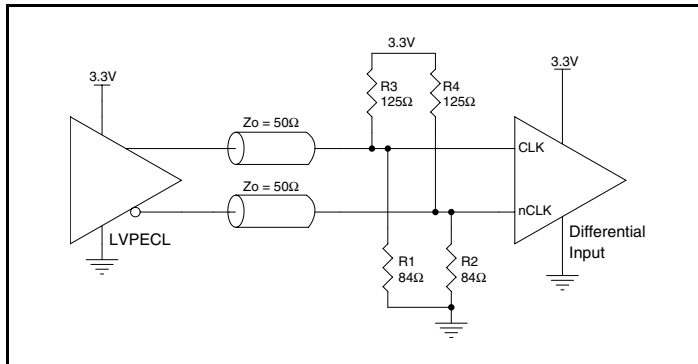 3.3V
3.3V
3.3V
R3
125Ω
R4
125Ω
Zo = 50Ω
CLK
Zo = 50Ω
nCLK
LVPECL
Differential
Input
R1
84Ω
R2
84Ω